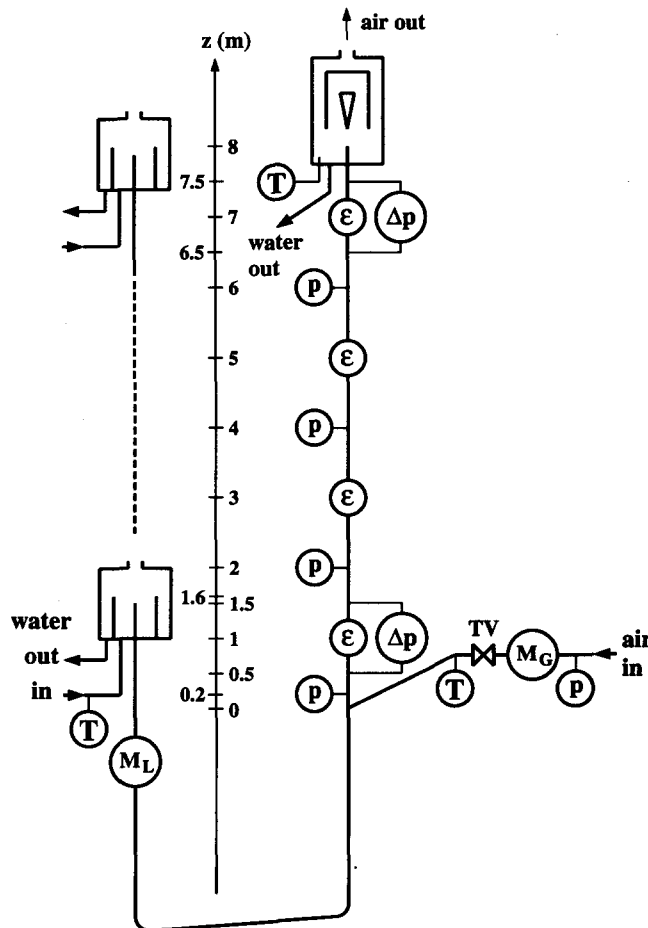 air out
z (m)
8
T
7.5
7
ε
Δp
water
out
6.5
p
6
5
ε
p
4
3
ε
p
2
1.6
1.5
water
out
1
ε
Δp
TV
M_G
air
in
0.5
in
0.2
p
T
p
T
0
M_L